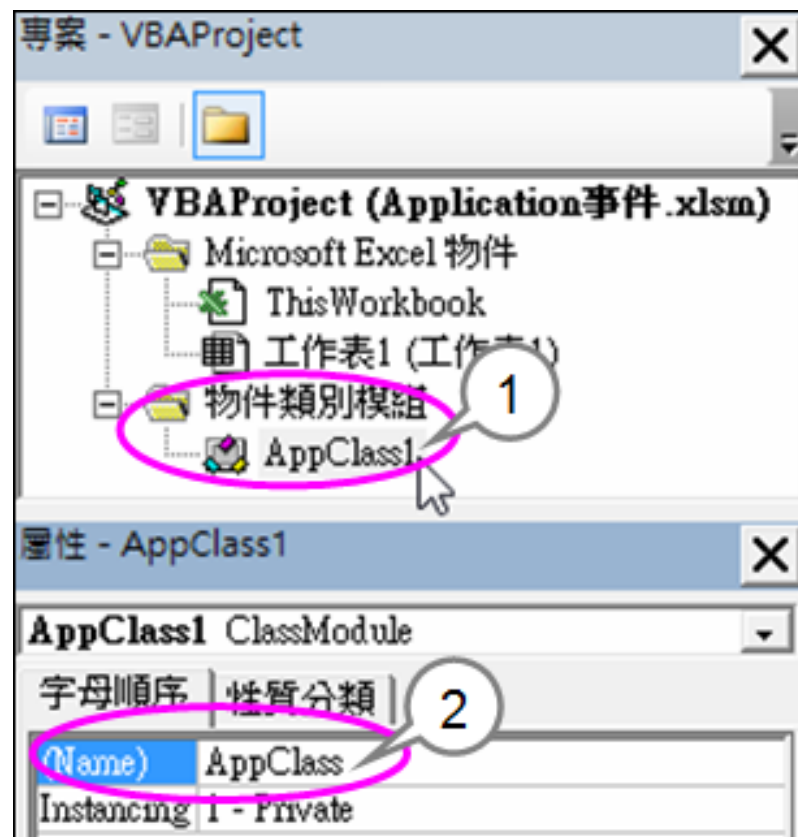 專案 - VBAProject
VBAProject (Application事件.xlsm)
Microsoft Excel 物件
ThisWorkbook
工作表1 (工作表1)
1
物件類別模組
AppClass1
屬性 - AppClass1
AppClass1 ClassModule
字母順序 性質分類
2
(Name) AppClass
Instancing 1 - Private